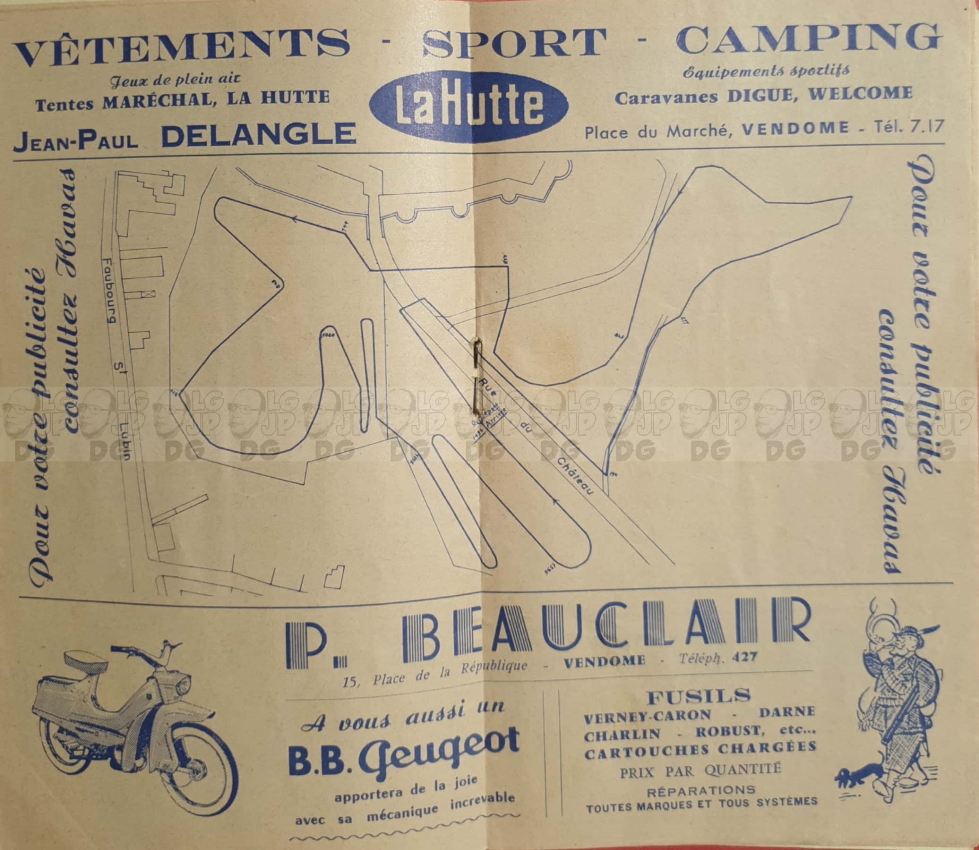 VÊTEMENTS - SPORT - CAMPING
Jeux de plein air
Équipements sportifs
Tentes MARÉCHAL, LA HUTTE
La Hutte
Caravanes DIGUE, WELCOME
JEAN-PAUL DELANGLE
Place du Marché, VENDOME - Tél. 7.17
Pour votre publicité
consultez Havas
Faubourg St Lubin
Rue du Château
Pour votre publicité
consultez Havas
LG JP DG
P. BEAUCLAIR
15, Place de la République - VENDOME - Téléph. 427
A vous aussi un
B.B. Peugeot
apportera de la joie
avec sa mécanique increvable
FUSILS
VERNEY-CARON - DARNE
CHARLIN - ROBUST, etc...
CARTOUCHES CHARGÉES
PRIX PAR QUANTITÉ
RÉPARATIONS
TOUTES MARQUES ET TOUS SYSTÈMES